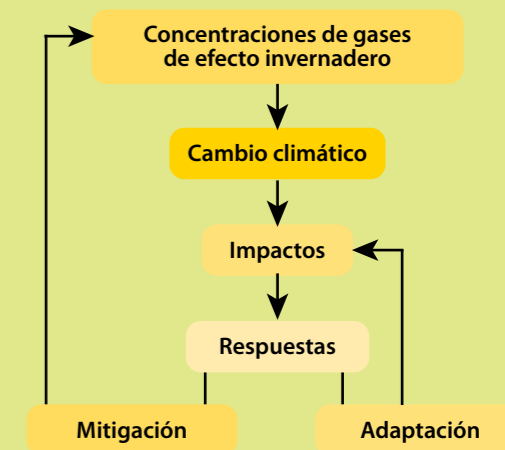 Concentraciones de gases
de efecto invernadero
Cambio climático
Impactos
Respuestas
Mitigación
Adaptación